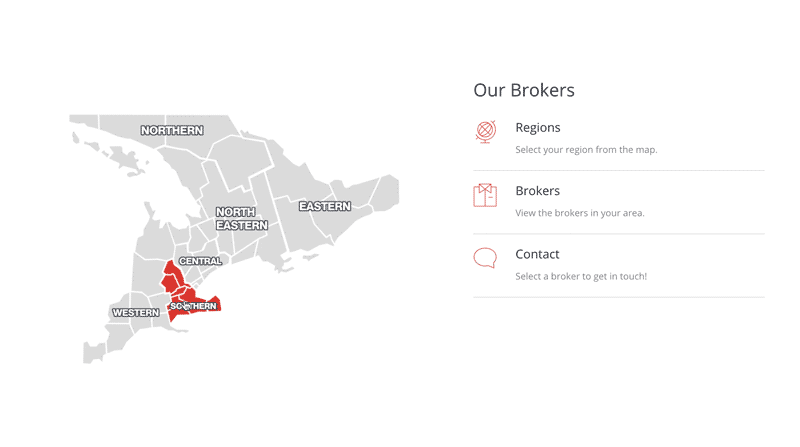 NORTHERN
NORTH
EASTERN
EASTERN
CENTRAL
SOUTHERN
WESTERN
Our Brokers
Regions
Select your region from the map.
Brokers
View the brokers in your area.
Contact
Select a broker to get in touch!